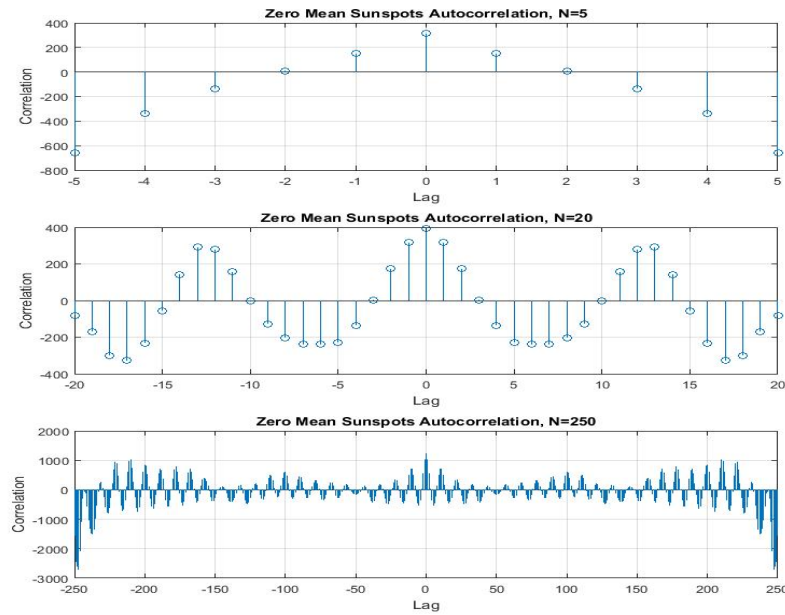 Zero Mean Sunspots Autocorrelation, N=5
400
200
0
-200
-400
-600
-800
Correlation
-5 -4 -3 -2 -1 0 1 2 3 4 5
Lag
Zero Mean Sunspots Autocorrelation, N=20
400
200
0
-200
-400
Correlation
-20 -15 -10 -5 0 5 10 15 20
Lag
Zero Mean Sunspots Autocorrelation, N=250
2000
1000
0
-1000
-2000
-3000
Correlation
-250 -200 -150 -100 -50 0 50 100 150 200 250
Lag